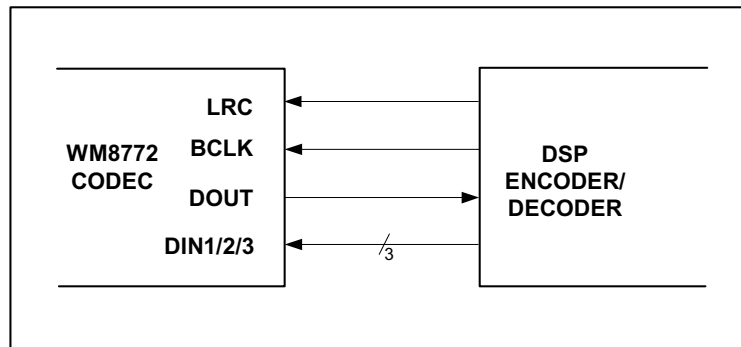 LRC
WM8772
CODEC
BCLK
DOUT
DIN1/2/3
3
DSP
ENCODER/
DECODER